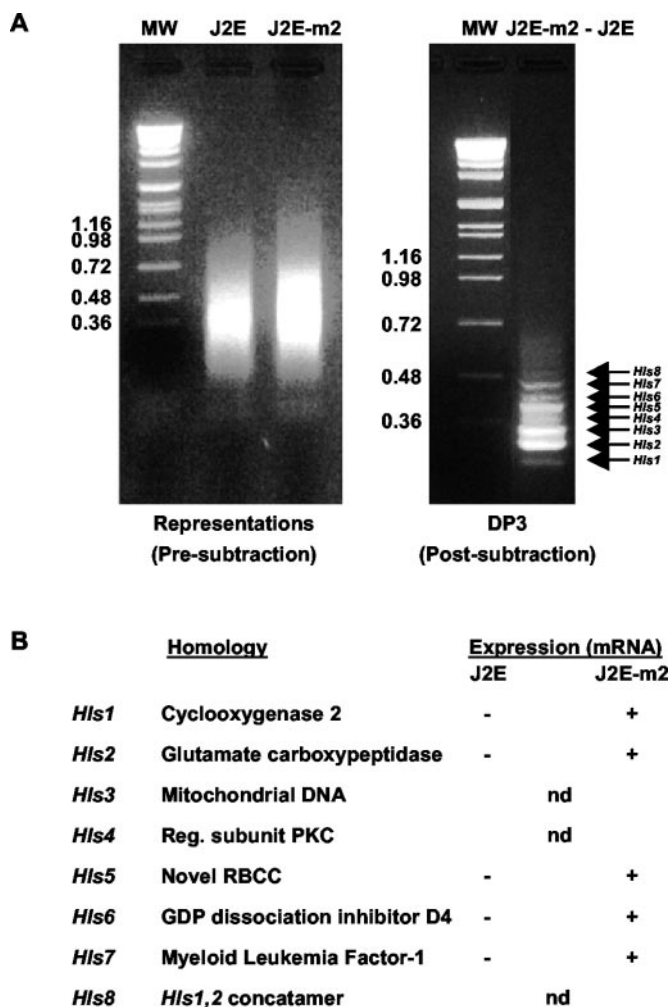 A
MW J2E J2E-m2
1.16
0.98
0.72
0.48
0.36
Representations
(Pre-subtraction)
MW J2E-m2 - J2E
1.16
0.98
0.72
0.48
0.36
Hls8
Hls7
Hls6
Hls5
Hls4
Hls3
Hls2
Hls1
DP3
(Post-subtraction)
B
Homology Expression (mRNA)
J2E J2E-m2
Hls1 Cyclooxygenase 2 - +
Hls2 Glutamate carboxypeptidase - +
Hls3 Mitochondrial DNA nd
Hls4 Reg. subunit PKC nd
Hls5 Novel RBCC - +
Hls6 GDP dissociation inhibitor D4 - +
Hls7 Myeloid Leukemia Factor-1 - +
Hls8 Hls1,2 concatamer nd